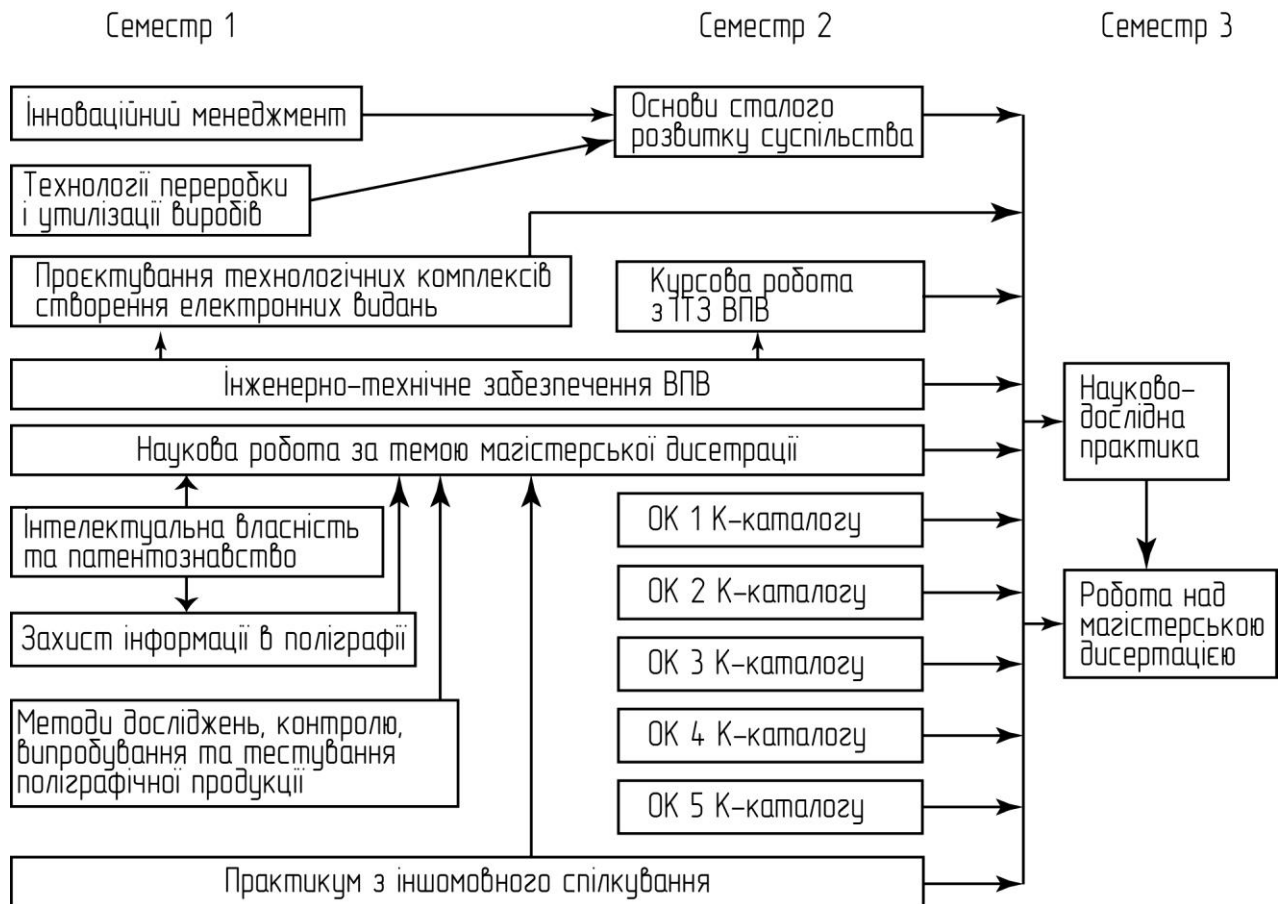 Семестр 1
Семестр 2
Семестр 3
Інноваційний менеджмент
Основи сталого
розвитку суспільства
Технології переробки
і утилізації виробів
Проєктування технологічних комплексів
створення електронних видань
Курсова робота
з ІТЗ ВПВ
Інженерно-технічне забезпечення ВПВ
Науково-
дослідна
практика
Наукова робота за темою магістерської дисетрації
Інтелектуальна власність
та патентознавство
ОК 1 К-каталогу
ОК 2 К-каталогу
Робота над
магістерською
дисертацією
Захист інформації в поліграфії
ОК 3 К-каталогу
Методи досліджень, контролю,
випробування та тестування
поліграфічної продукції
ОК 4 К-каталогу
ОК 5 К-каталогу
Практикум з іншомовного спілкування